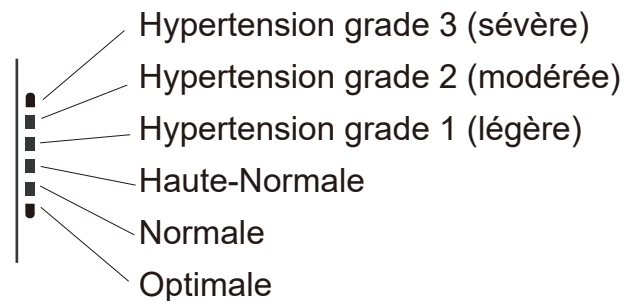 Hypertension grade 3 (sévère)
Hypertension grade 2 (modérée)
Hypertension grade 1 (légère)
Haute-Normale
Normale
Optimale